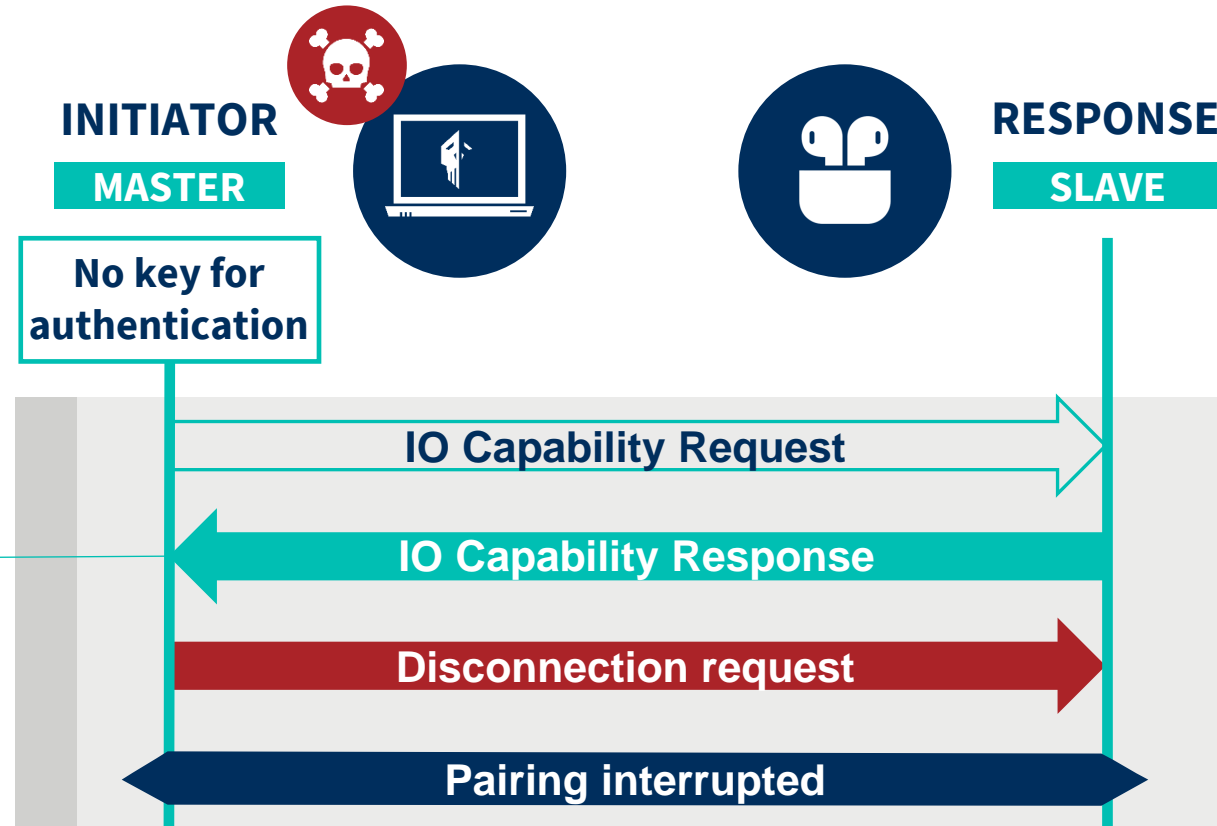 INITIATOR
MASTER
RESPONSE
SLAVE
No key for
authentication
IO Capability Request
IO Capability Response
Disconnection request
Pairing interrupted